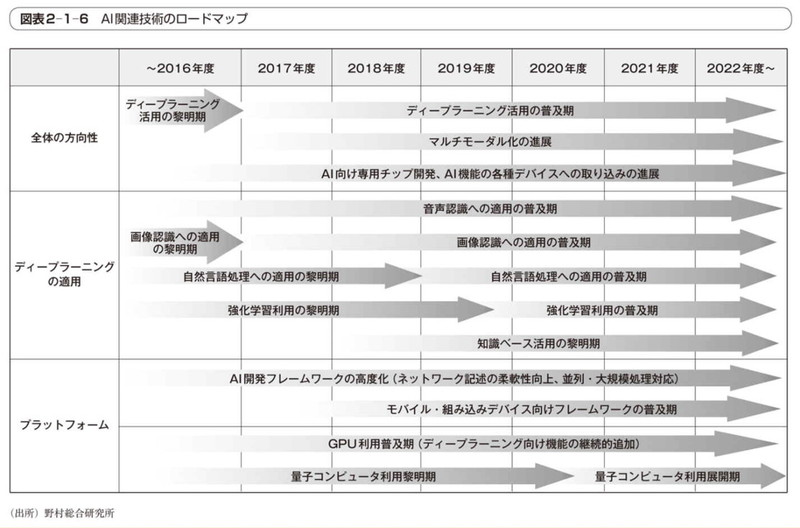 図表2-1-6 AI関連技術のロードマップ
～2016年度 2017年度 2018年度 2019年度 2020年度 2021年度 2022年度～
全体の方向性
ディープラーニング
活用の黎明期
ディープラーニング活用の普及期
マルチモーダル化の進展
AI向け専用チップ開発、AI機能の各種デバイスへの取り込みの進展
ディープラーニング
の適用
音声認識への適用の普及期
画像認識への適用
の黎明期
画像認識への適用の普及期
自然言語処理への適用の黎明期
自然言語処理への適用の普及期
強化学習利用の黎明期
強化学習利用の普及期
知識ベース活用の黎明期
プラットフォーム
AI開発フレームワークの高度化（ネットワーク記述の柔軟性向上、並列・大規模処理対応）
モバイル・組み込みデバイス向けフレームワークの普及期
GPU利用普及期（ディープラーニング向け機能の継続的追加）
量子コンピュータ利用黎明期
量子コンピュータ利用展開期
（出所）野村総合研究所